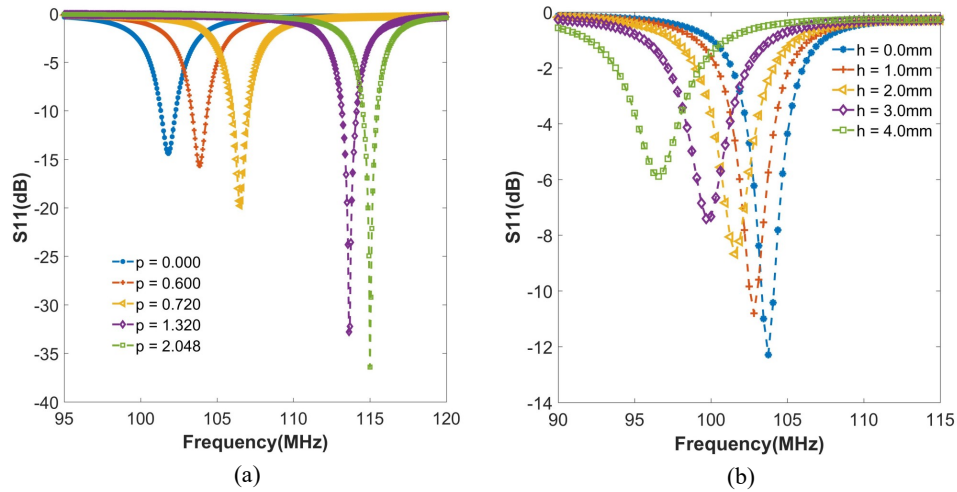 0
-5
-10
-15
-20
-25
-30
-35
-40
S11(dB)
p = 0.000
p = 0.600
p = 0.720
p = 1.320
p = 2.048
95 100 105 110 115 120
Frequency(MHz)
(a)
0
-2
-4
-6
-8
-10
-12
-14
S11(dB)
h = 0.0mm
h = 1.0mm
h = 2.0mm
h = 3.0mm
h = 4.0mm
90 95 100 105 110 115
Frequency(MHz)
(b)